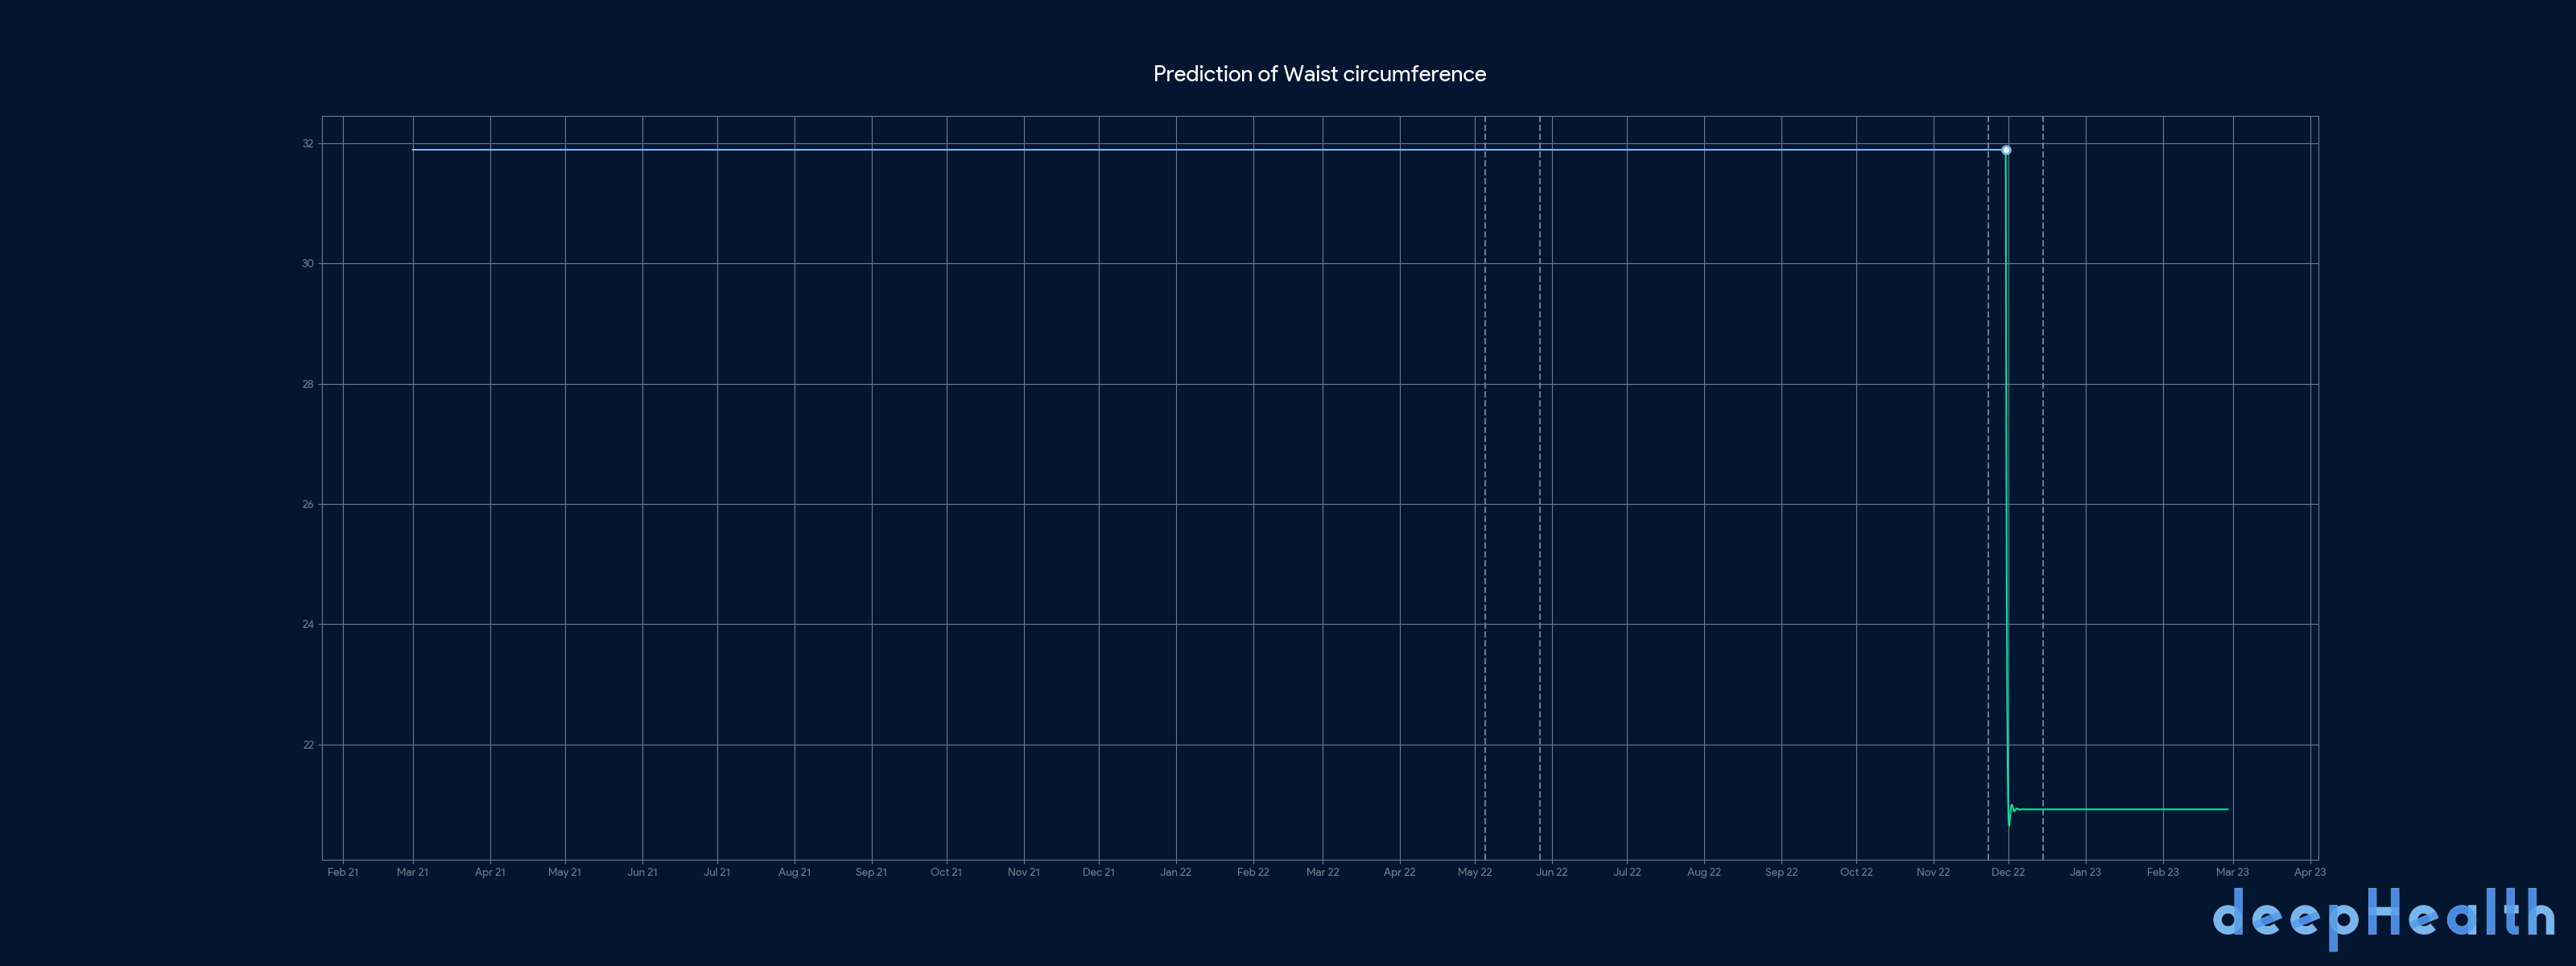 Prediction of Waist circumference
32
30
28
26
24
22
Feb 21 Mar 21 Apr 21 May 21 Jun 21 Jul 21 Aug 21 Sep 21 Oct 21 Nov 21 Dec 21 Jan 22 Feb 22 Mar 22 Apr 22 May 22 Jun 22 Jul 22 Aug 22 Sep 22 Oct 22 Nov 22 Dec 22 Jan 23 Feb 23 Mar 23 Apr 23
deepHealth